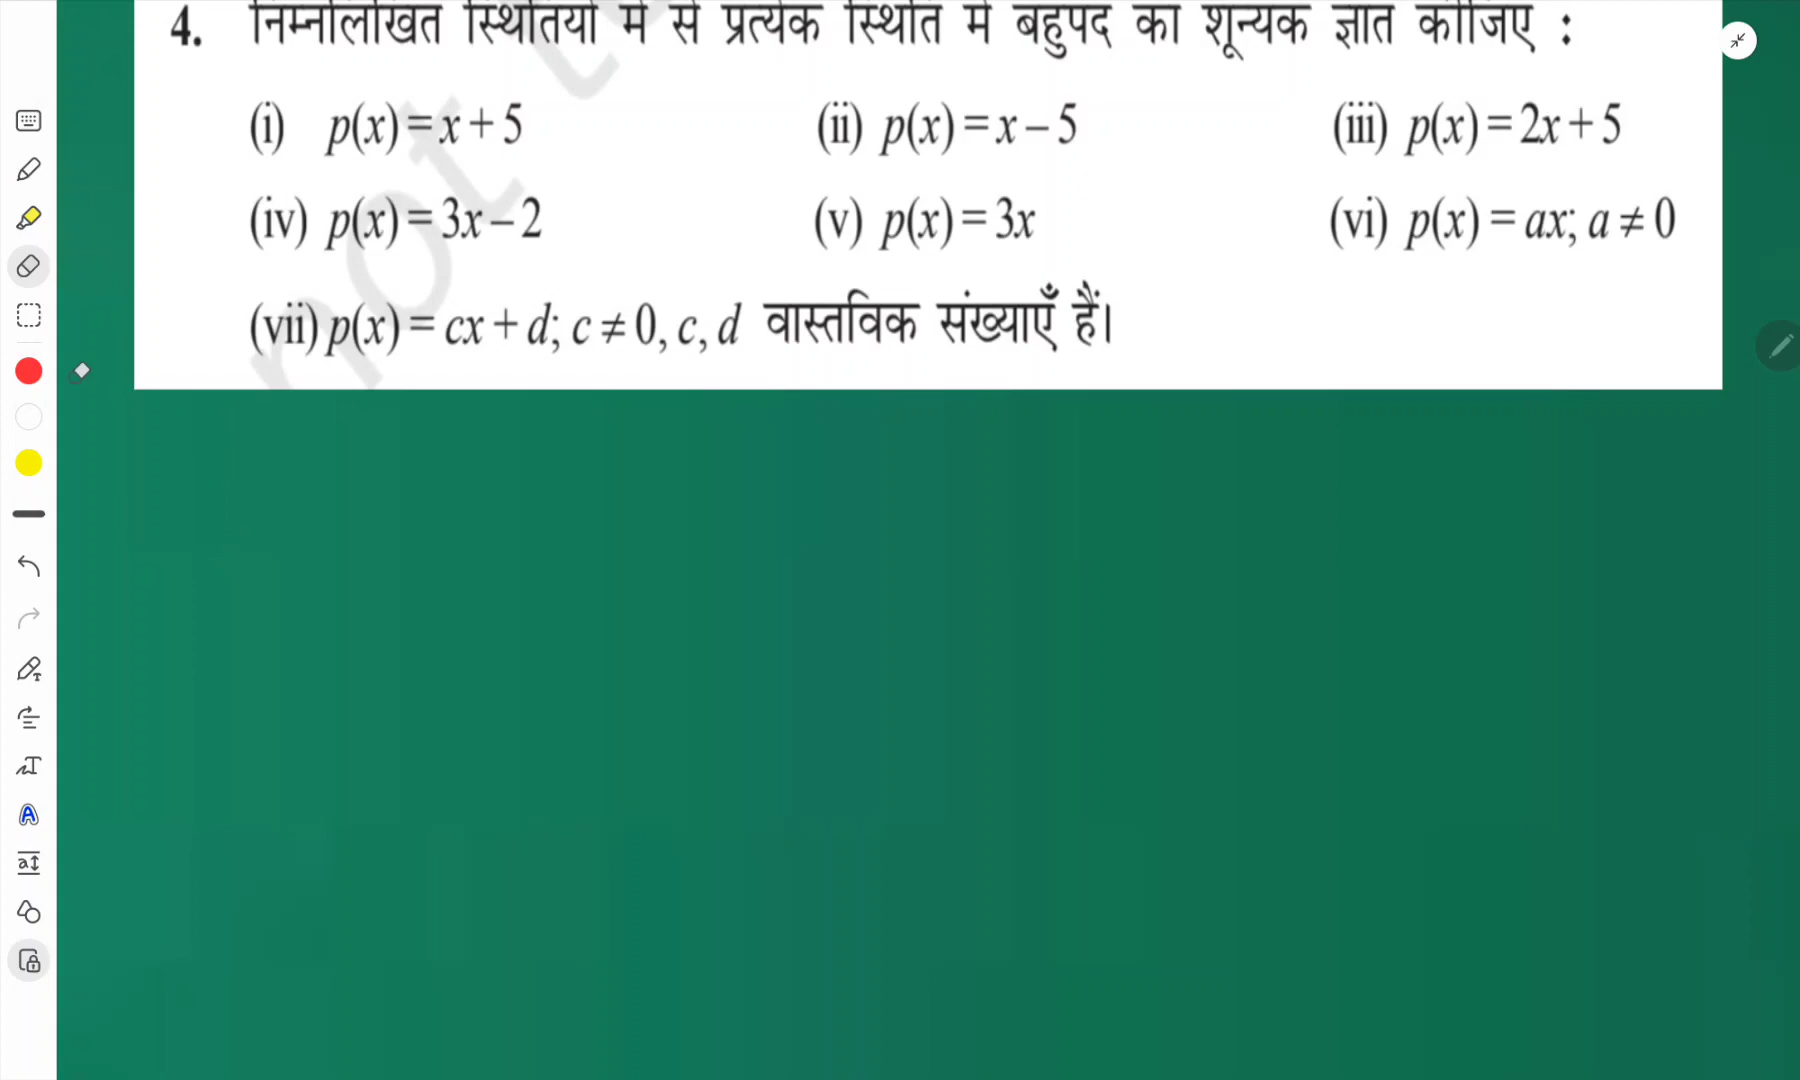 4. निम्नलिखित स्थितियों में से प्रत्येक स्थिति में बहुपद का शून्यक ज्ञात कीजिए :
(i) p(x) = x + 5 (ii) p(x) = x – 5 (iii) p(x) = 2x + 5
(iv) p(x) = 3x – 2 (v) p(x) = 3x (vi) p(x) = ax; a ≠ 0
(vii) p(x) = cx + d; c ≠ 0, c, d वास्तविक संख्याएँ हैं।